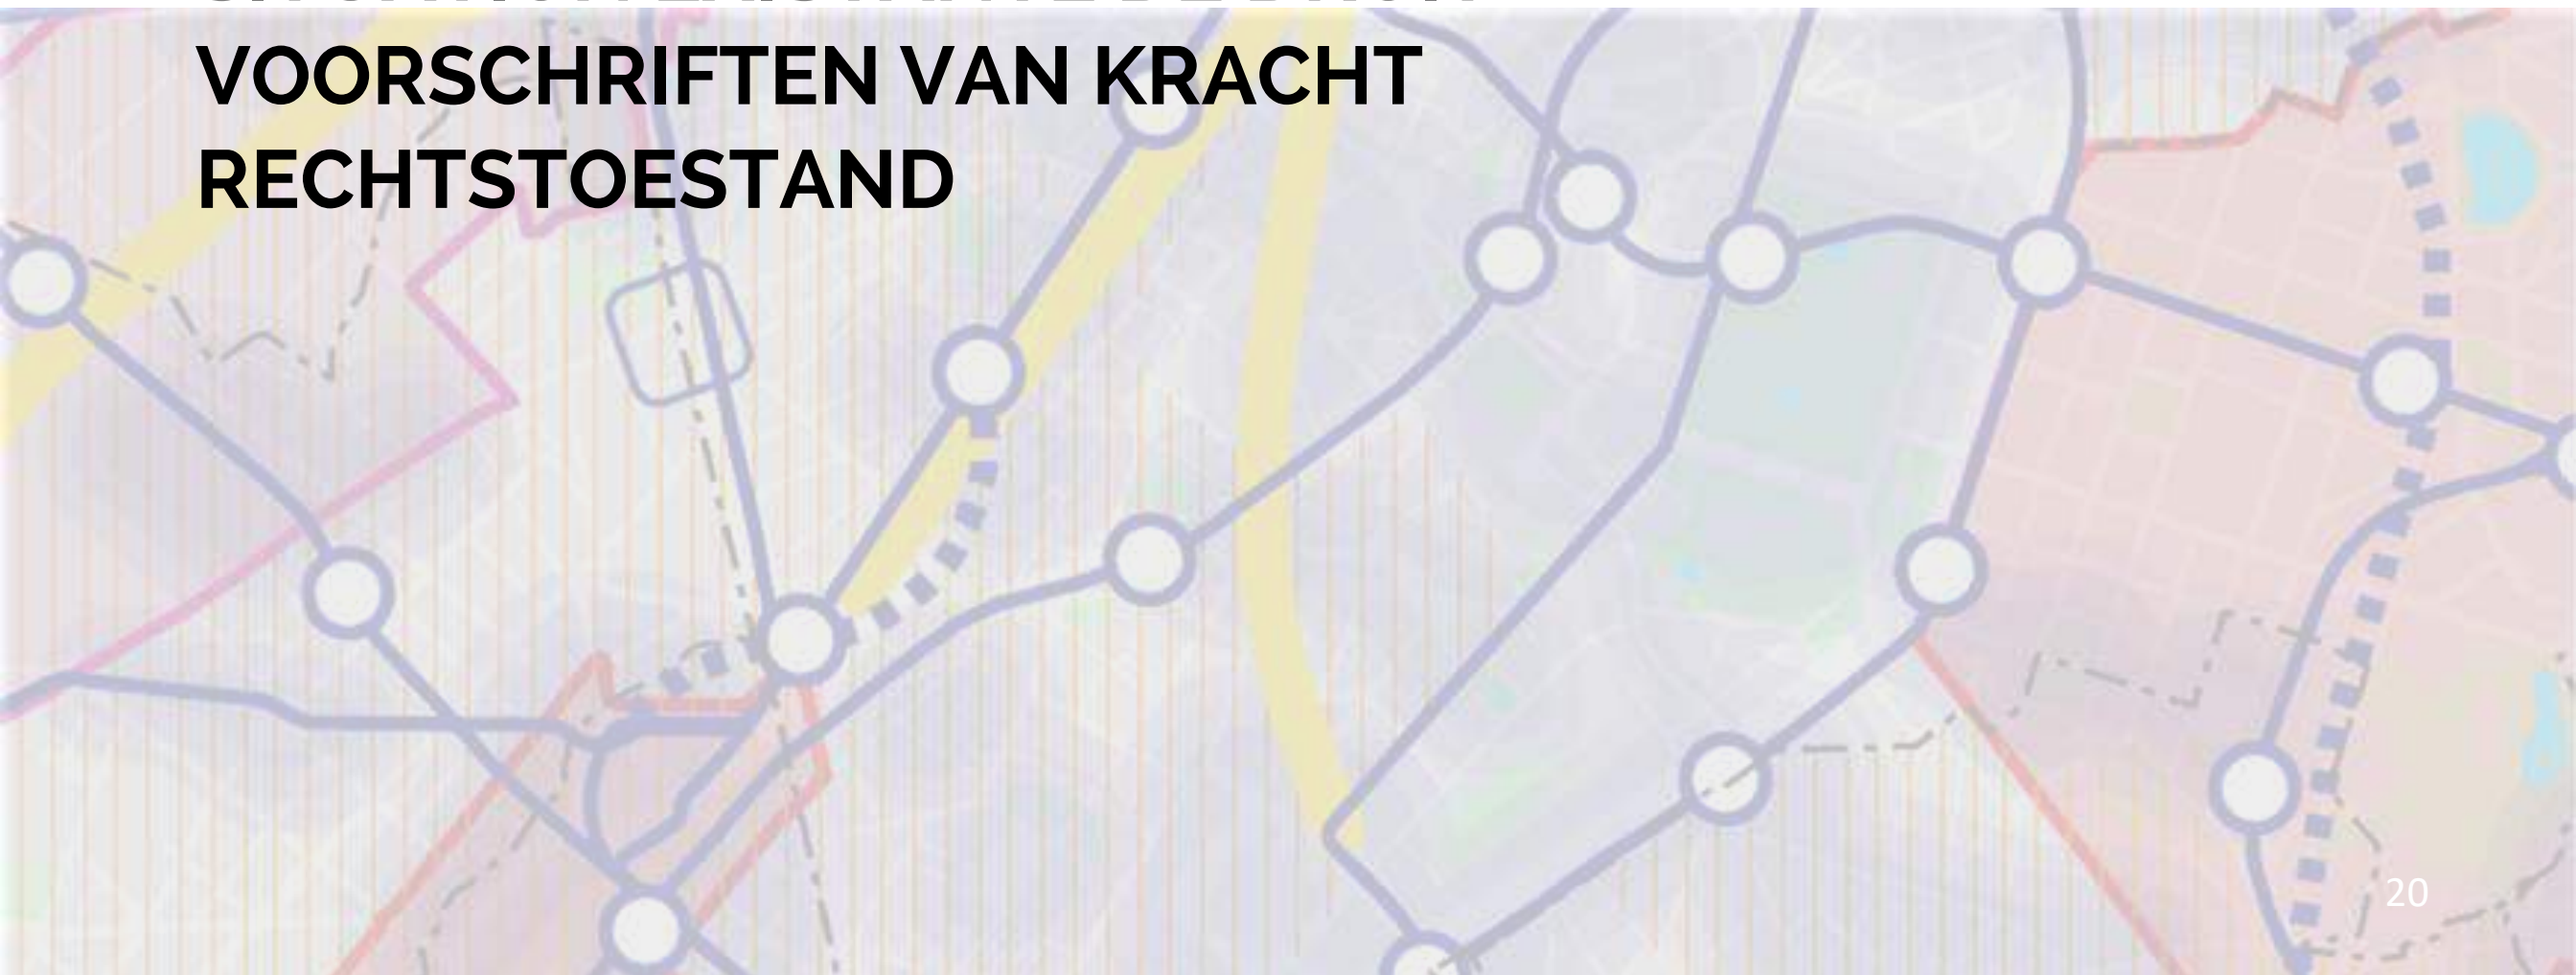 VOORSCHRIFTEN VAN KRACHT
RECHTSTOESTAND
20